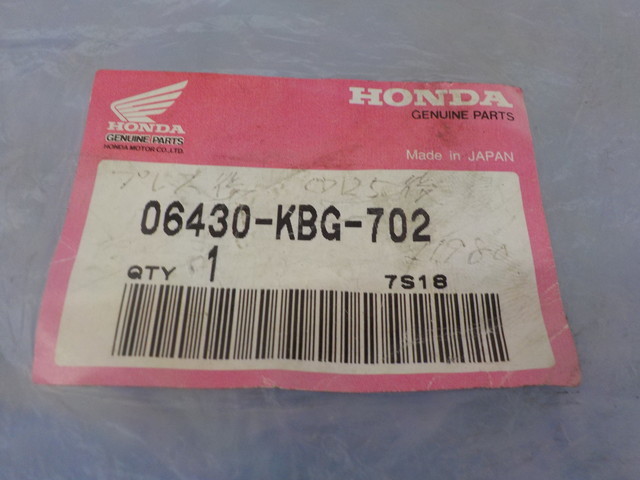 HONDA
GENUINE PARTS
HONDA MOTOR CO., LTD.
HONDA
GENUINE PARTS
Made in JAPAN
06430-KBG-702
QTY 1 7S18